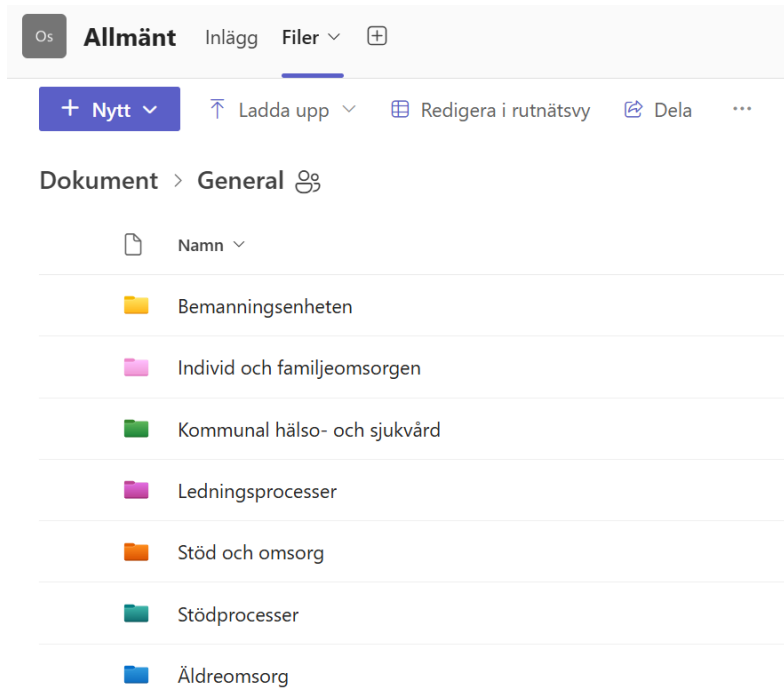 Os Allmänt Inlägg Filer
Nytt Ladda upp Redigera i rutnätsvy Dela ...
Dokument > General
Namn
Bemanningsenheten
Individ och familjeomsorgen
Kommunal hälso- och sjukvård
Ledningsprocesser
Stöd och omsorg
Stödprocesser
Äldreomsorg